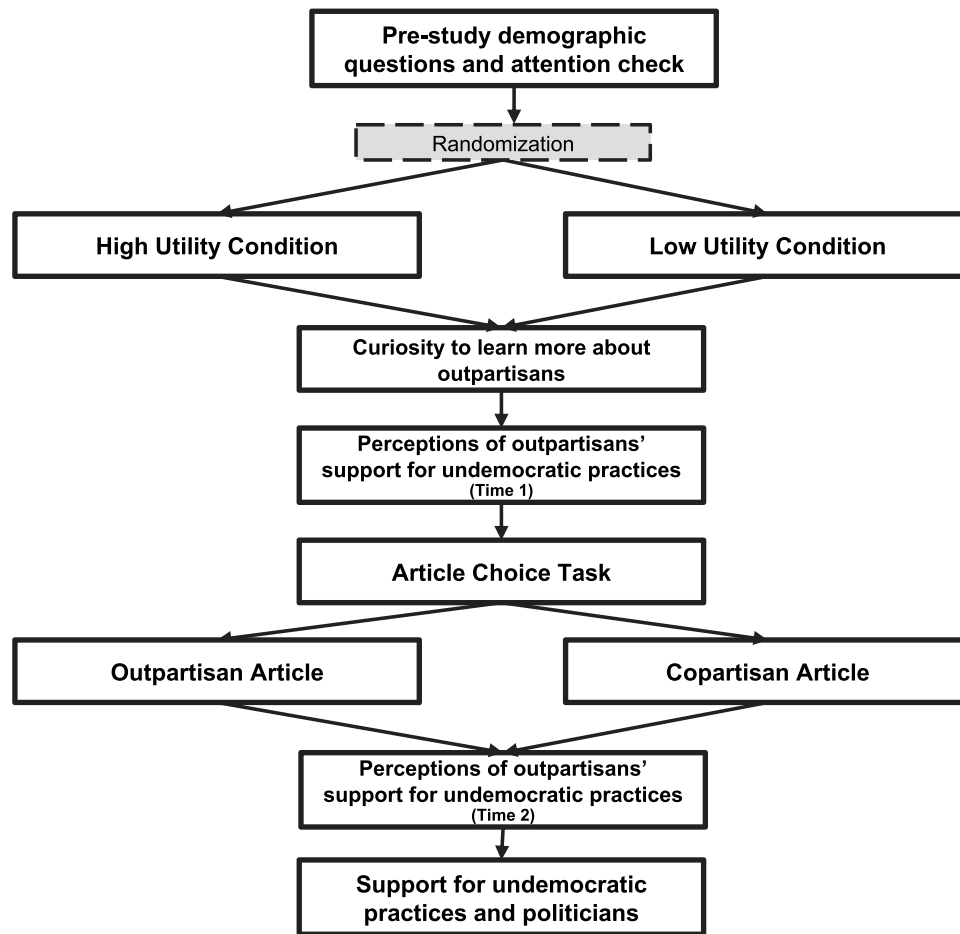 Pre-study demographic
questions and attention check
Randomization
High Utility Condition
Low Utility Condition
Curiosity to learn more about
outpartisans
Perceptions of outpartisans’
support for undemocratic practices
(Time 1)
Article Choice Task
Outpartisan Article
Copartisan Article
Perceptions of outpartisans’
support for undemocratic practices
(Time 2)
Support for undemocratic
practices and politicians